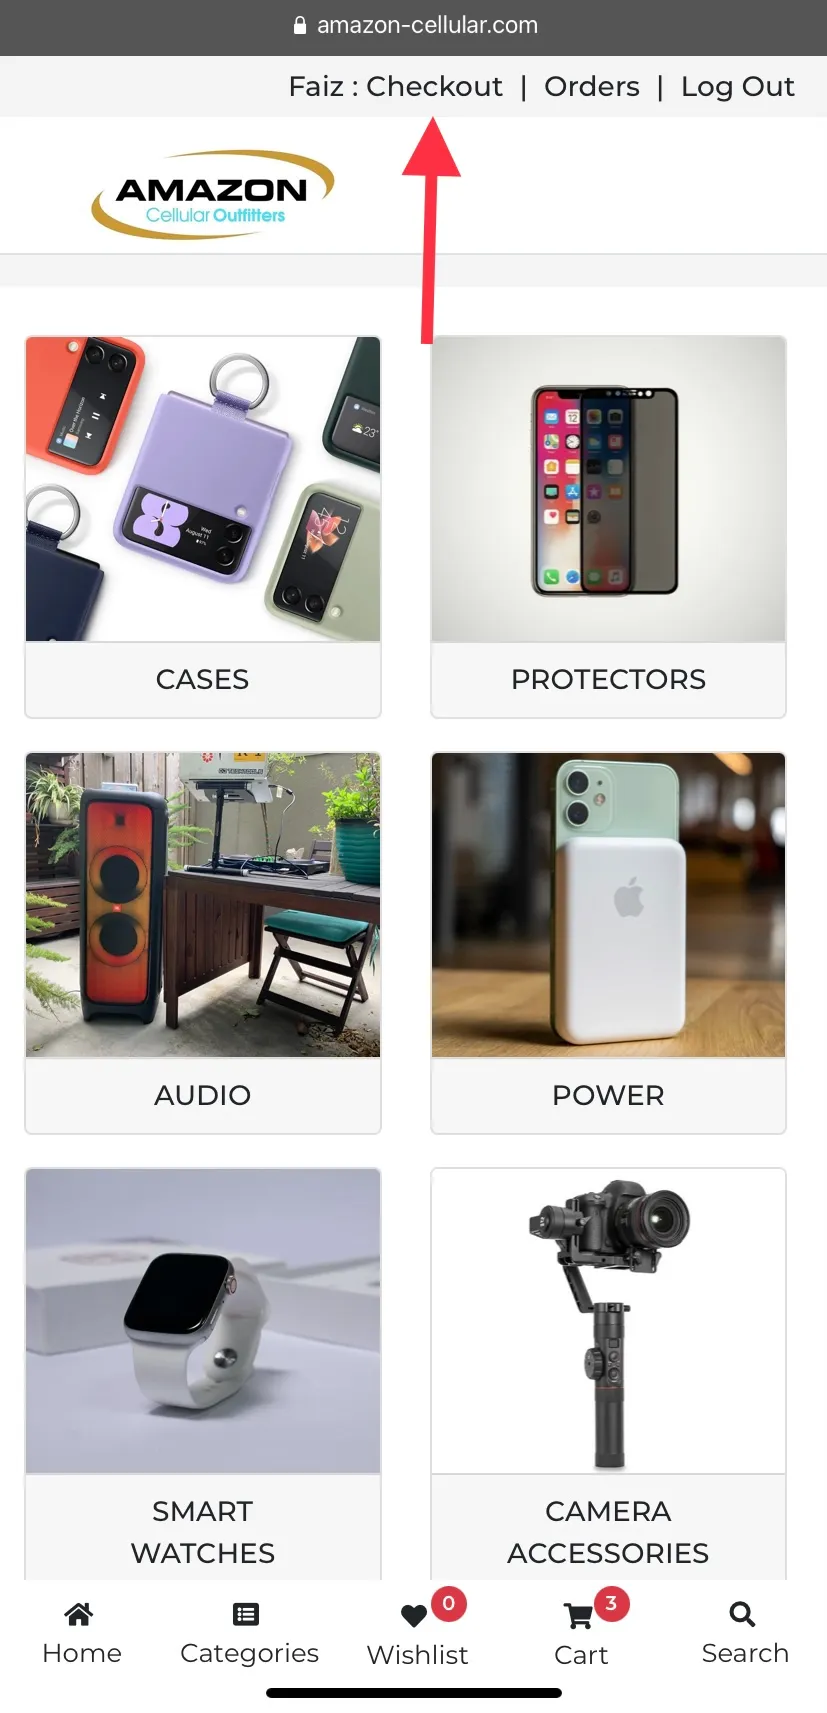 amazon-cellular.com
Faiz : Checkout | Orders | Log Out
AMAZON
Cellular Outfitters
CASES
PROTECTORS
AUDIO
POWER
SMART
WATCHES
CAMERA
ACCESSORIES
0
3
Home
Categories
Wishlist
Cart
Search